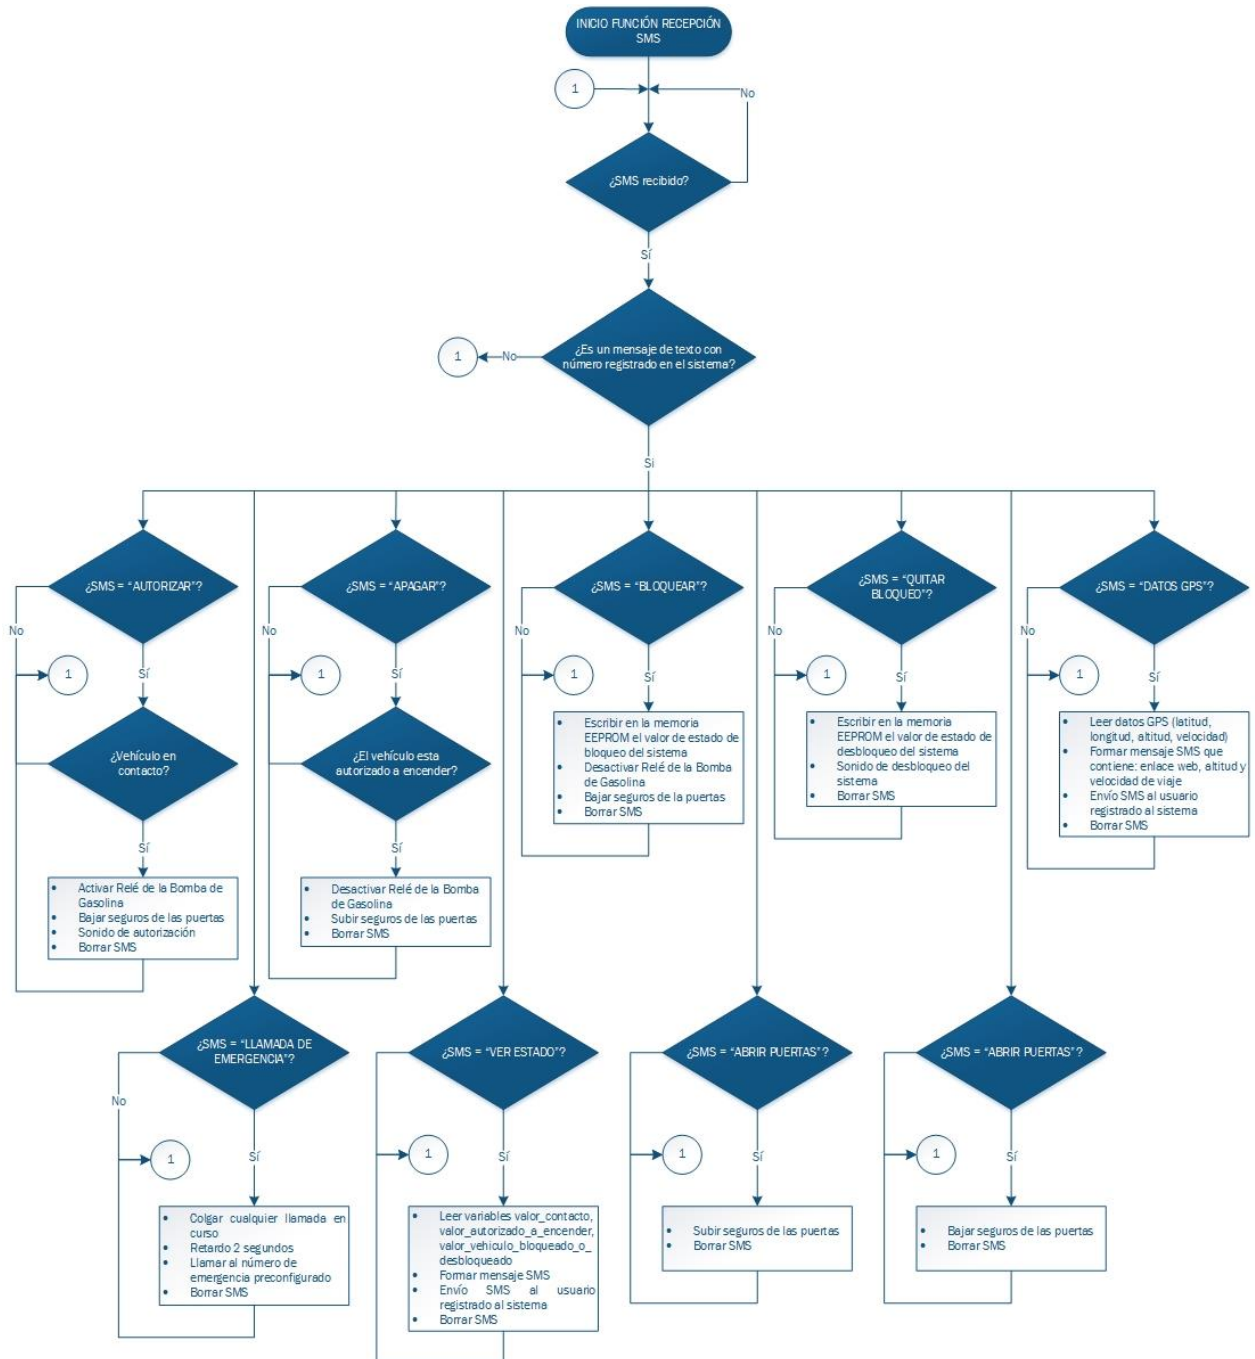 INICIO FUNCIÓN RECEPCIÓN
SMS
1
No
¿SMS recibido?
Sí
¿Es un mensaje de texto con
número registrado en el sistema?
No
1
Si
¿SMS = “AUTORIZAR”?
¿SMS = “APAGAR”?
¿SMS = “BLOQUEAR”?
¿SMS = “QUITAR
BLOQUEO”?
¿SMS = “DATOS GPS”?
No
No
No
No
No
1
Sí
1
Sí
1
Sí
1
Sí
1
Sí
¿Vehículo en
contacto?
¿El vehículo esta
autorizado a encender?
• Escribir en la memoria
EEPROM el valor de estado de
bloqueo del sistema
• Desactivar Relé de la Bomba
de Gasolina
• Bajar seguros de la puertas
• Borrar SMS
• Escribir en la memoria
EEPROM el valor de estado de
desbloqueo del sistema
• Sonido de desbloqueo del
sistema
• Borrar SMS
• Leer datos GPS (latitud,
longitud, altitud, velocidad)
• Formar mensaje SMS que
contiene: enlace web, altitud y
velocidad de viaje
• Envío SMS al usuario
registrado al sistema
• Borrar SMS
Sí
Sí
• Activar Relé de la Bomba de
Gasolina
• Bajar seguros de las puertas
• Sonido de autorización
• Borrar SMS
• Desactivar Relé de la Bomba
de Gasolina
• Subir seguros de las puertas
• Borrar SMS
¿SMS = “LLAMADA DE
EMERGENCIA”?
¿SMS = “VER ESTADO”?
¿SMS = “ABRIR PUERTAS”?
¿SMS = “ABRIR PUERTAS”?
No
1
Sí
1
Sí
1
Sí
1
Sí
• Colgar cualquier llamada en
curso
• Retardo 2 segundos
• Llamar al número de
emergencia preconfigurado
• Borrar SMS
• Leer variables valor_contacto,
valor_autorizado_a_encender,
valor_vehiculo_bloqueado_o_
desbloqueado
• Formar mensaje SMS
• Envío SMS al usuario
registrado al sistema
• Borrar SMS
• Subir seguros de las puertas
• Borrar SMS
• Bajar seguros de las puertas
• Borrar SMS